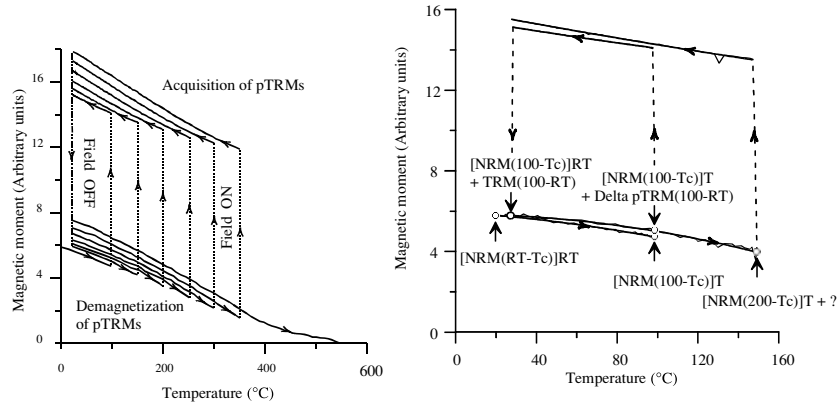 16
12
8
4
0
Magnetic moment (Arbitrary units)
Acquisition of pTRMs
Field OFF
Field ON
Demagnetization
of pTRMs
0
200
400
600
Temperature (°C)
16
12
8
4
0
Magnetic moment (Arbitrary units)
[NRM(100-Tc)]RT
+ TRM(100-RT)
[NRM(100-Tc)]T
+ Delta pTRM(100-RT)
[NRM(RT-Tc)]RT
[NRM(100-Tc)]T
[NRM(200-Tc)]T + ?
0
40
80
120
160
Temperature (°C)